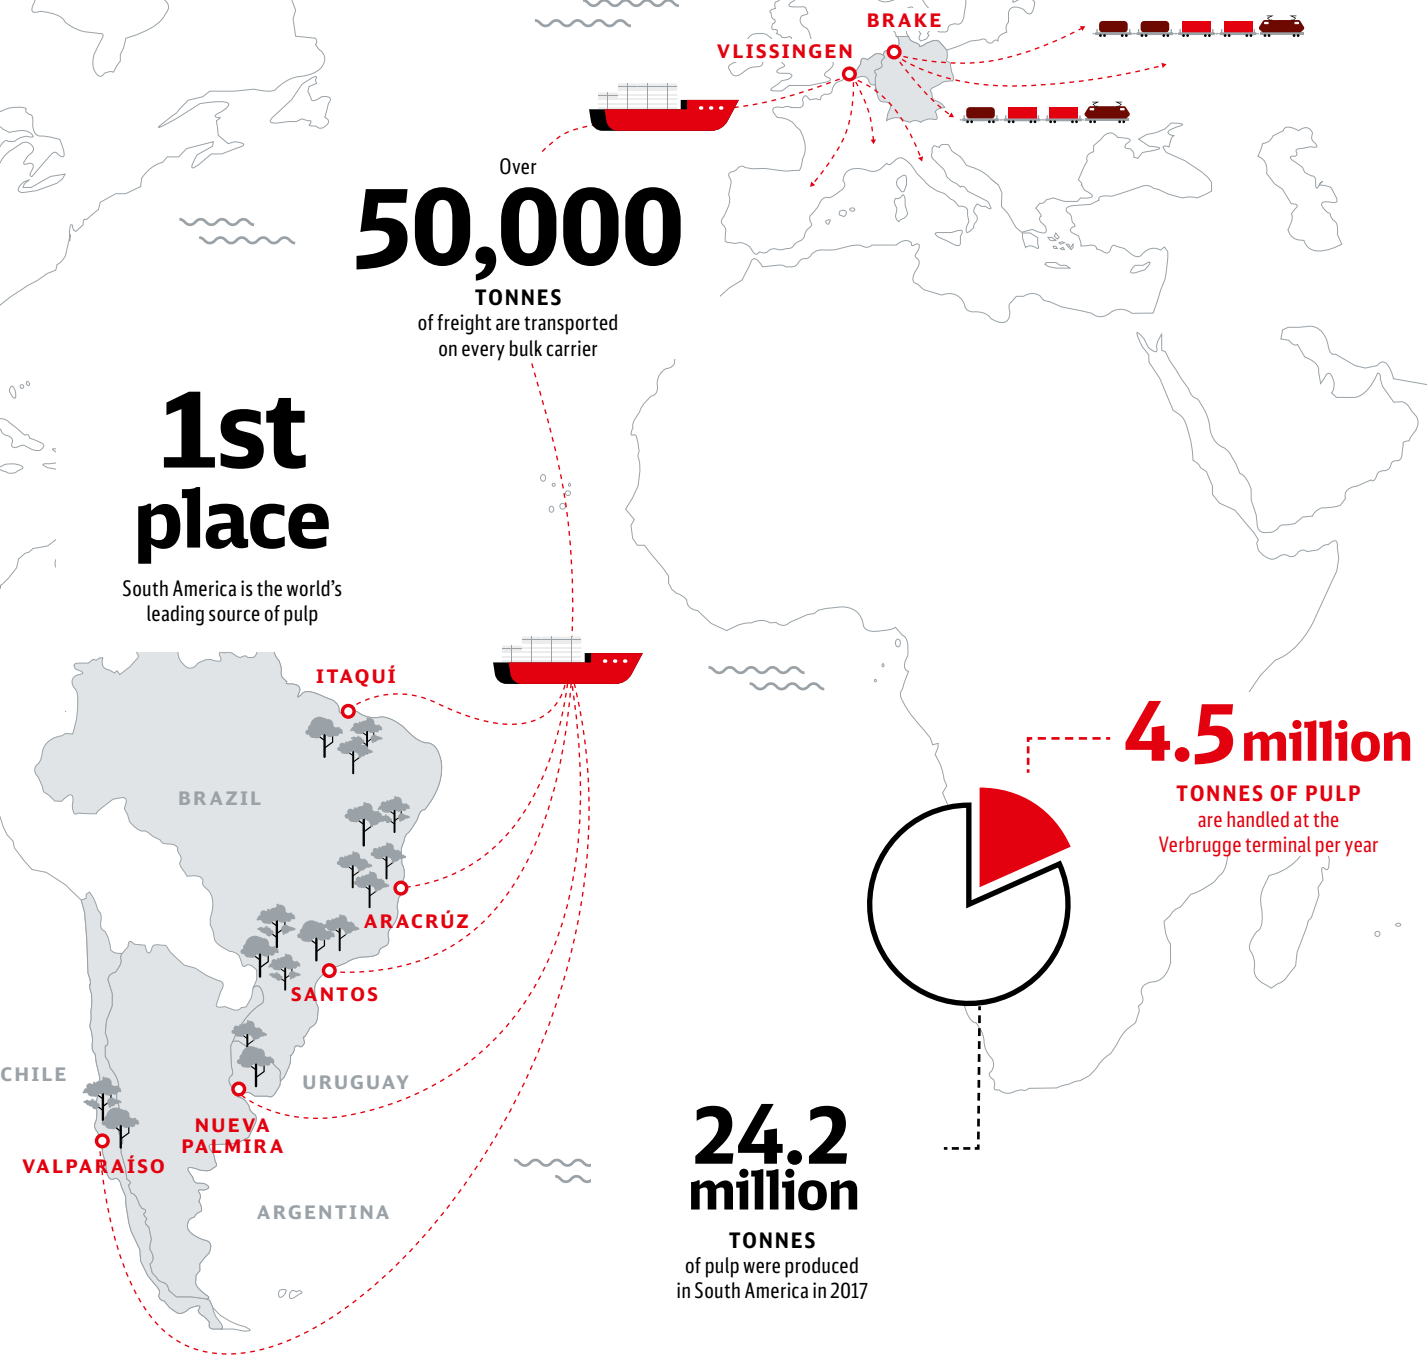 BRAKE
VLISSINGEN
Over
50,000
TONNES
of freight are transported
on every bulk carrier
1st
place
South America is the world’s
leading source of pulp
ITAQUÍ
BRAZIL
ARACRÚZ
SANTOS
CHILE
URUGUAY
NUEVA
PALMIRA
VALPARAÍSO
ARGENTINA
4.5 million
TONNES OF PULP
are handled at the
Verbrugge terminal per year
24.2
million
TONNES
of pulp were produced
in South America in 2017